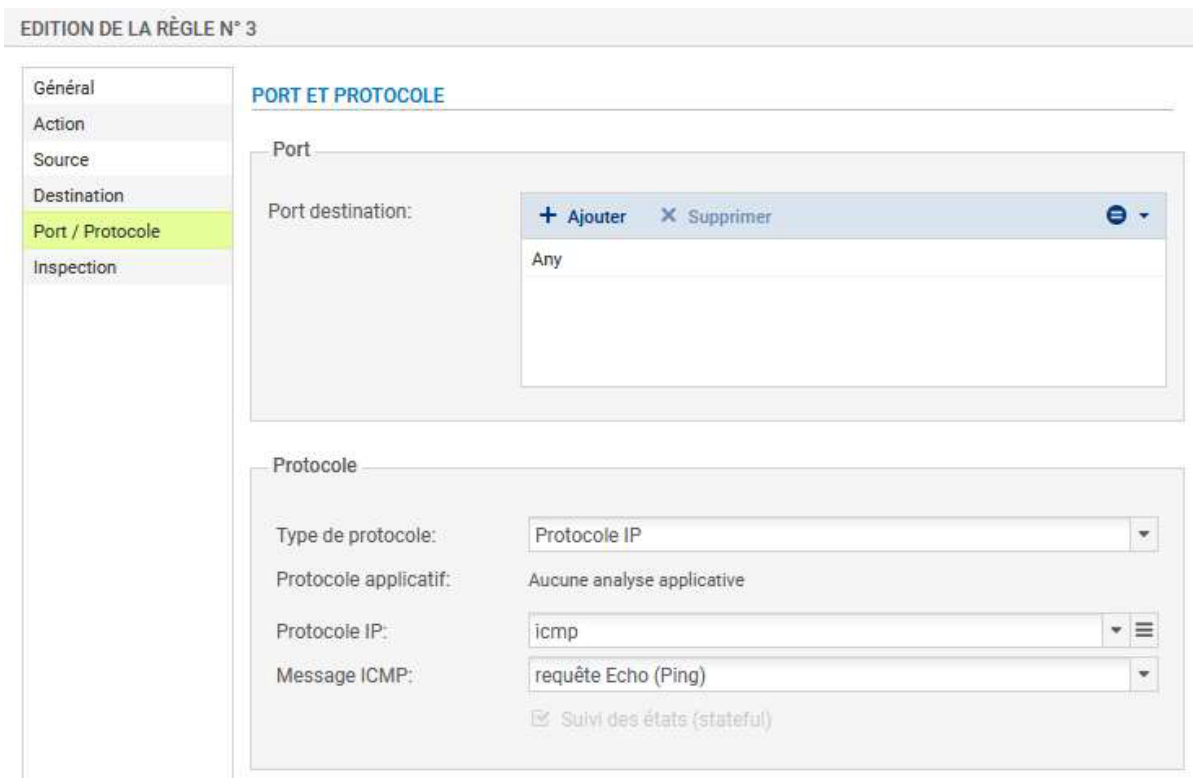 EDITION DE LA RÈGLE N° 3
Général
Action
Source
Destination
Port / Protocole
Inspection
PORT ET PROTOCOLE
Port
Port destination:
+ Ajouter × Supprimer
Any
Protocole
Type de protocole: Protocole IP
Protocole applicatif: Aucune analyse applicative
Protocole IP: icmp
Message ICMP: requête Echo (Ping)
Suivi des états (stateful)